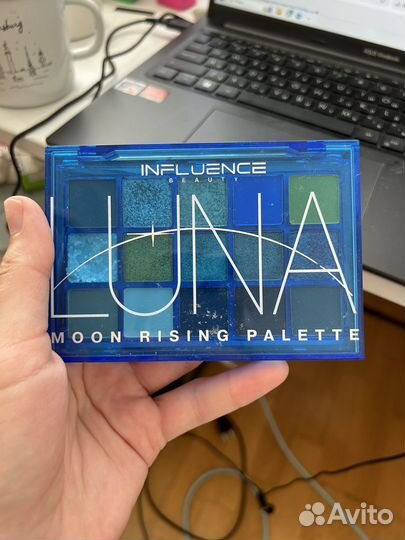 INFLUENCE
BEAUTY
LUNA
MOON RISING PALETTE
Avito